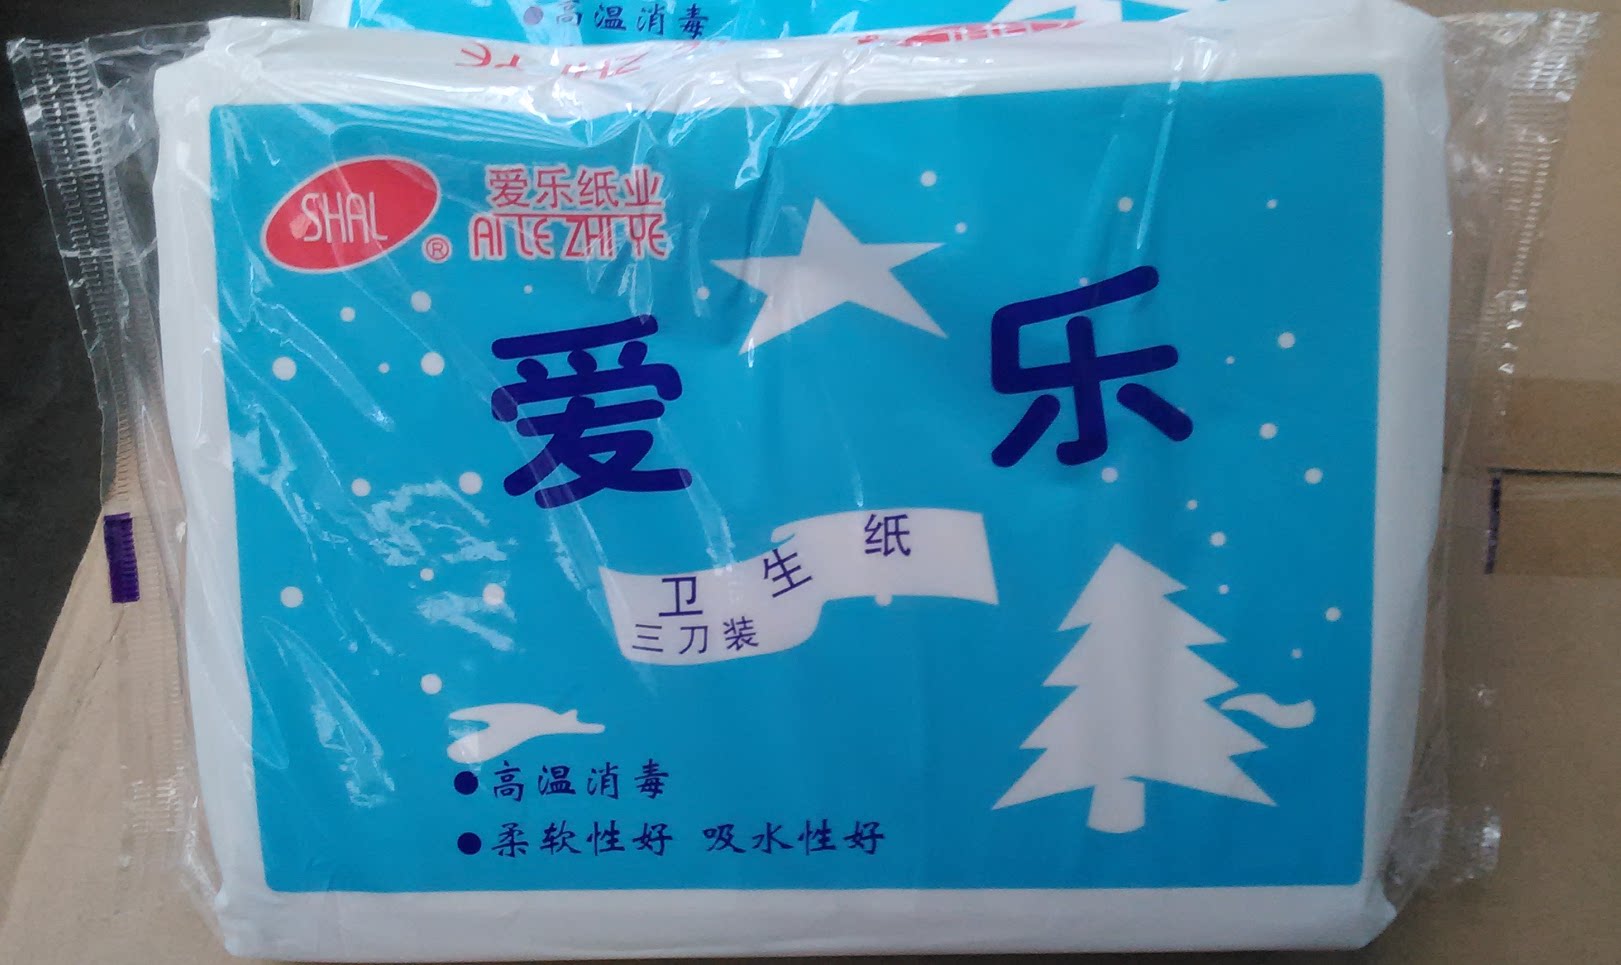 高温消毒
SHAL
®
爱乐纸业
AI LE ZHI YE
爱乐
卫生纸
三刀装
●高温消毒
●柔软性好 吸水性好